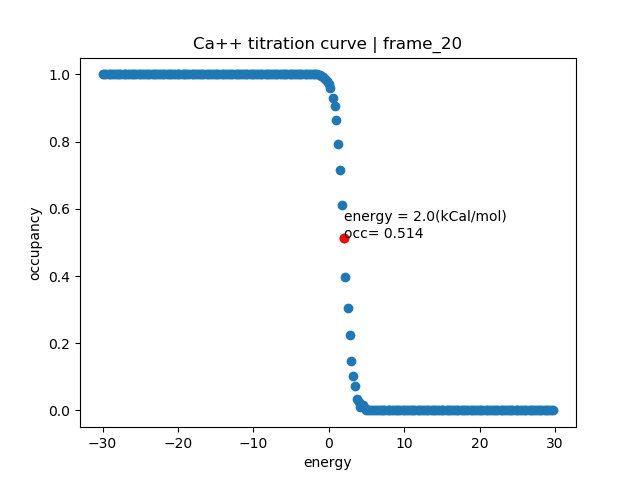 Ca++ titration curve | frame_20
1.0
0.8
0.6
0.4
0.2
0.0
occupancy
energy = 2.0(kCal/mol)
occ= 0.514
−30
−20
−10
0
10
20
30
energy